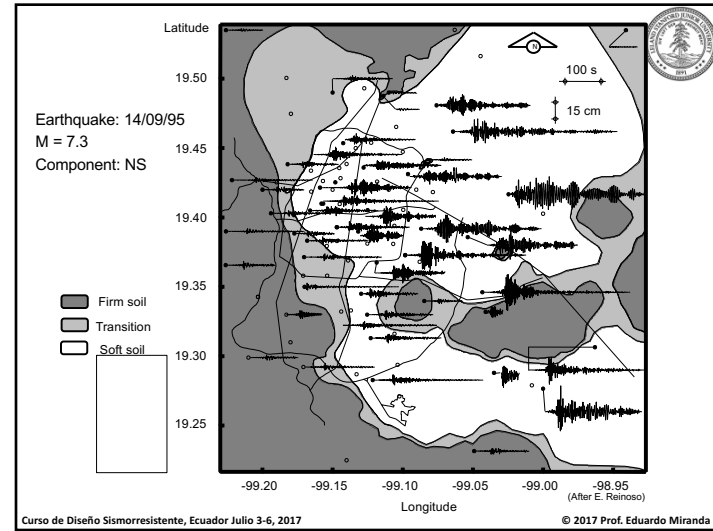 Latitude
N
100 s
15 cm
19.50
19.45
19.40
19.35
19.30
19.25
Earthquake: 14/09/95
M = 7.3
Component: NS
Firm soil
Transition
Soft soil
-99.20
-99.15
-99.10
-99.05
-99.00
-98.95
Longitude
(After E. Reinoso)
Curso de Diseño Sismorresistente, Ecuador Julio 3-6, 2017
© 2017 Prof. Eduardo Miranda